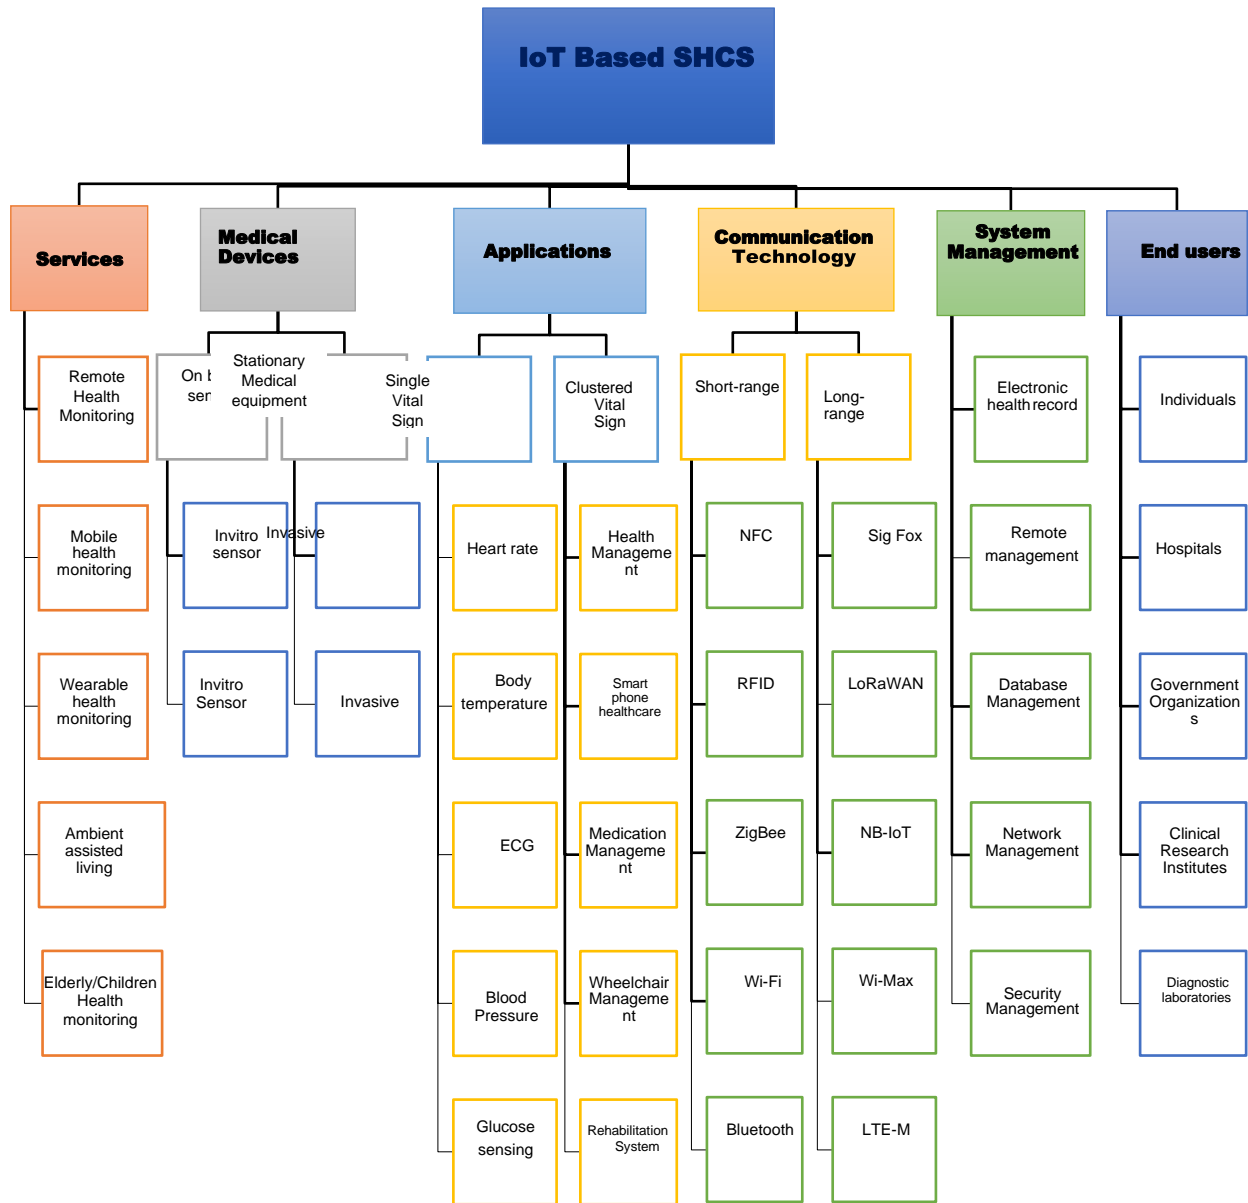 IoT Based SHCS
Services
Medical
Devices
Applications
Communication
Technology
System
Management
End users
Remote
Health
Monitoring
Mobile
health
monitoring
Wearable
health
monitoring
Ambient
assisted
living
Elderly/Children
Health
monitoring
On
Stationary
Medical
equipment
Invitro
sensor
Invitro
Sensor
Invasive
Invasive
Single
Vital
Sign
Heart rate
Body
temperature
ECG
Blood
Pressure
Glucose
sensing
Clustered
Vital
Sign
Health
Manageme
nt
Smart
phone
healthcare
Medication
Manageme
nt
Wheelchair
Manageme
nt
Rehabilitation
System
Short-range
NFC
RFID
ZigBee
Wi-Fi
Bluetooth
Long-
range
Sig Fox
LoRaWAN
NB-IoT
Wi-Max
LTE-M
Electronic
health record
Remote
management
Database
Management
Network
Management
Security
Management
Individuals
Hospitals
Government
Organization
s
Clinical
Research
Institutes
Diagnostic
laboratories